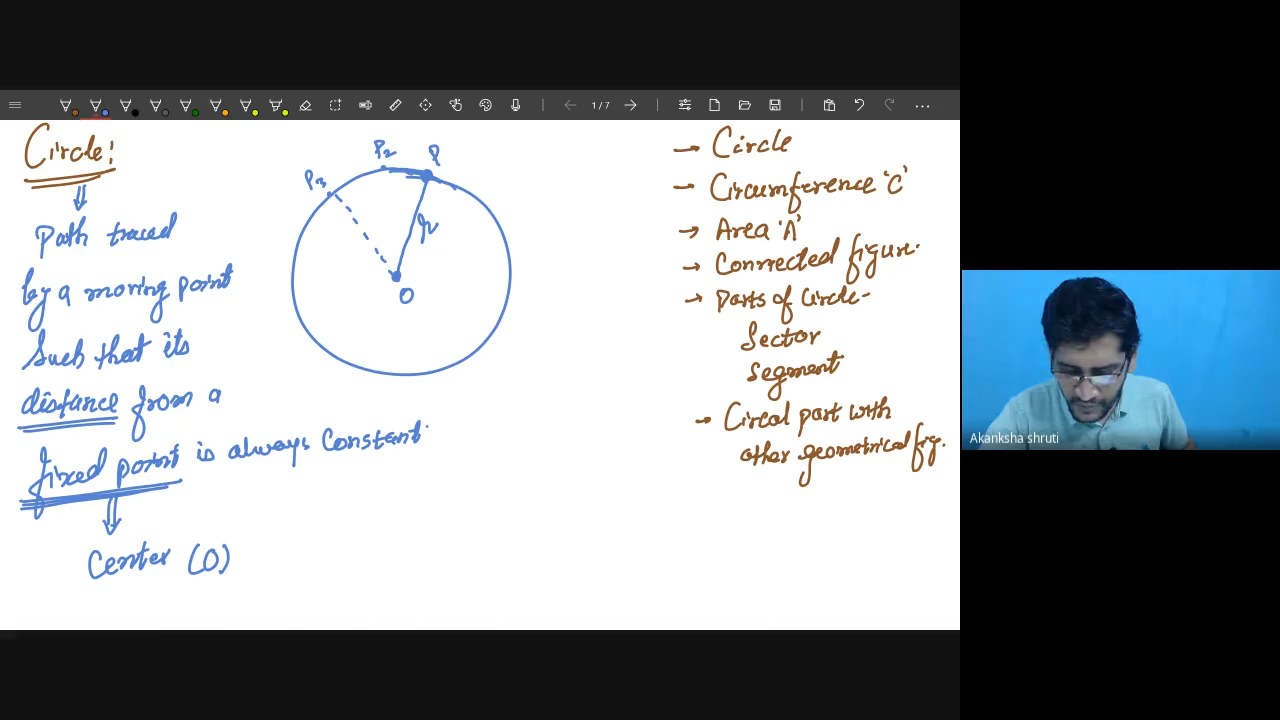 1/7
Circle:
Path traced
by a moving point
Such that its
distance from a
fixed point is always Constant.
Center (O)
P3
P2
P
r
O
→ Circle
→ Circumference 'C'
→ Area 'A'
→ Connected figure.
→ Parts of Circle-
Sector
Segment
→ Circal part with
other geometrical fig.
Akanksha shruti